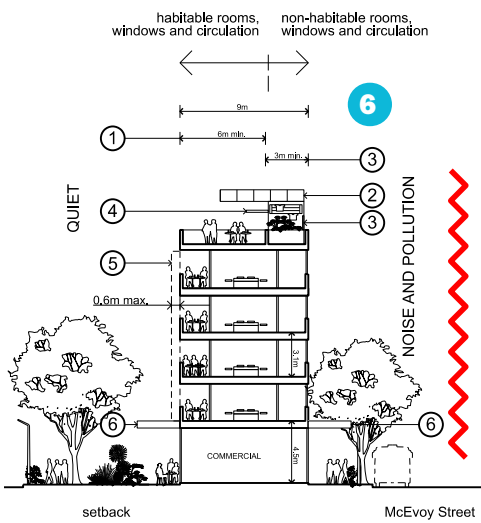 habitable rooms,
windows and circulation
non-habitable rooms,
windows and circulation
9m
6
1
6m min.
3m min.
3
2
4
3
QUIET
NOISE AND POLLUTION
5
0.6m max.
3.1m
6
6
COMMERCIAL
4.5m
setback
McEvoy Street